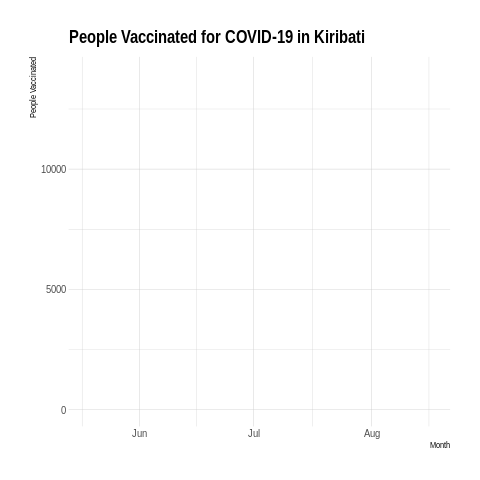 People Vaccinated for COVID-19 in Kiribati
People Vaccinated
10000
5000
0
Jun Jul Aug
Month